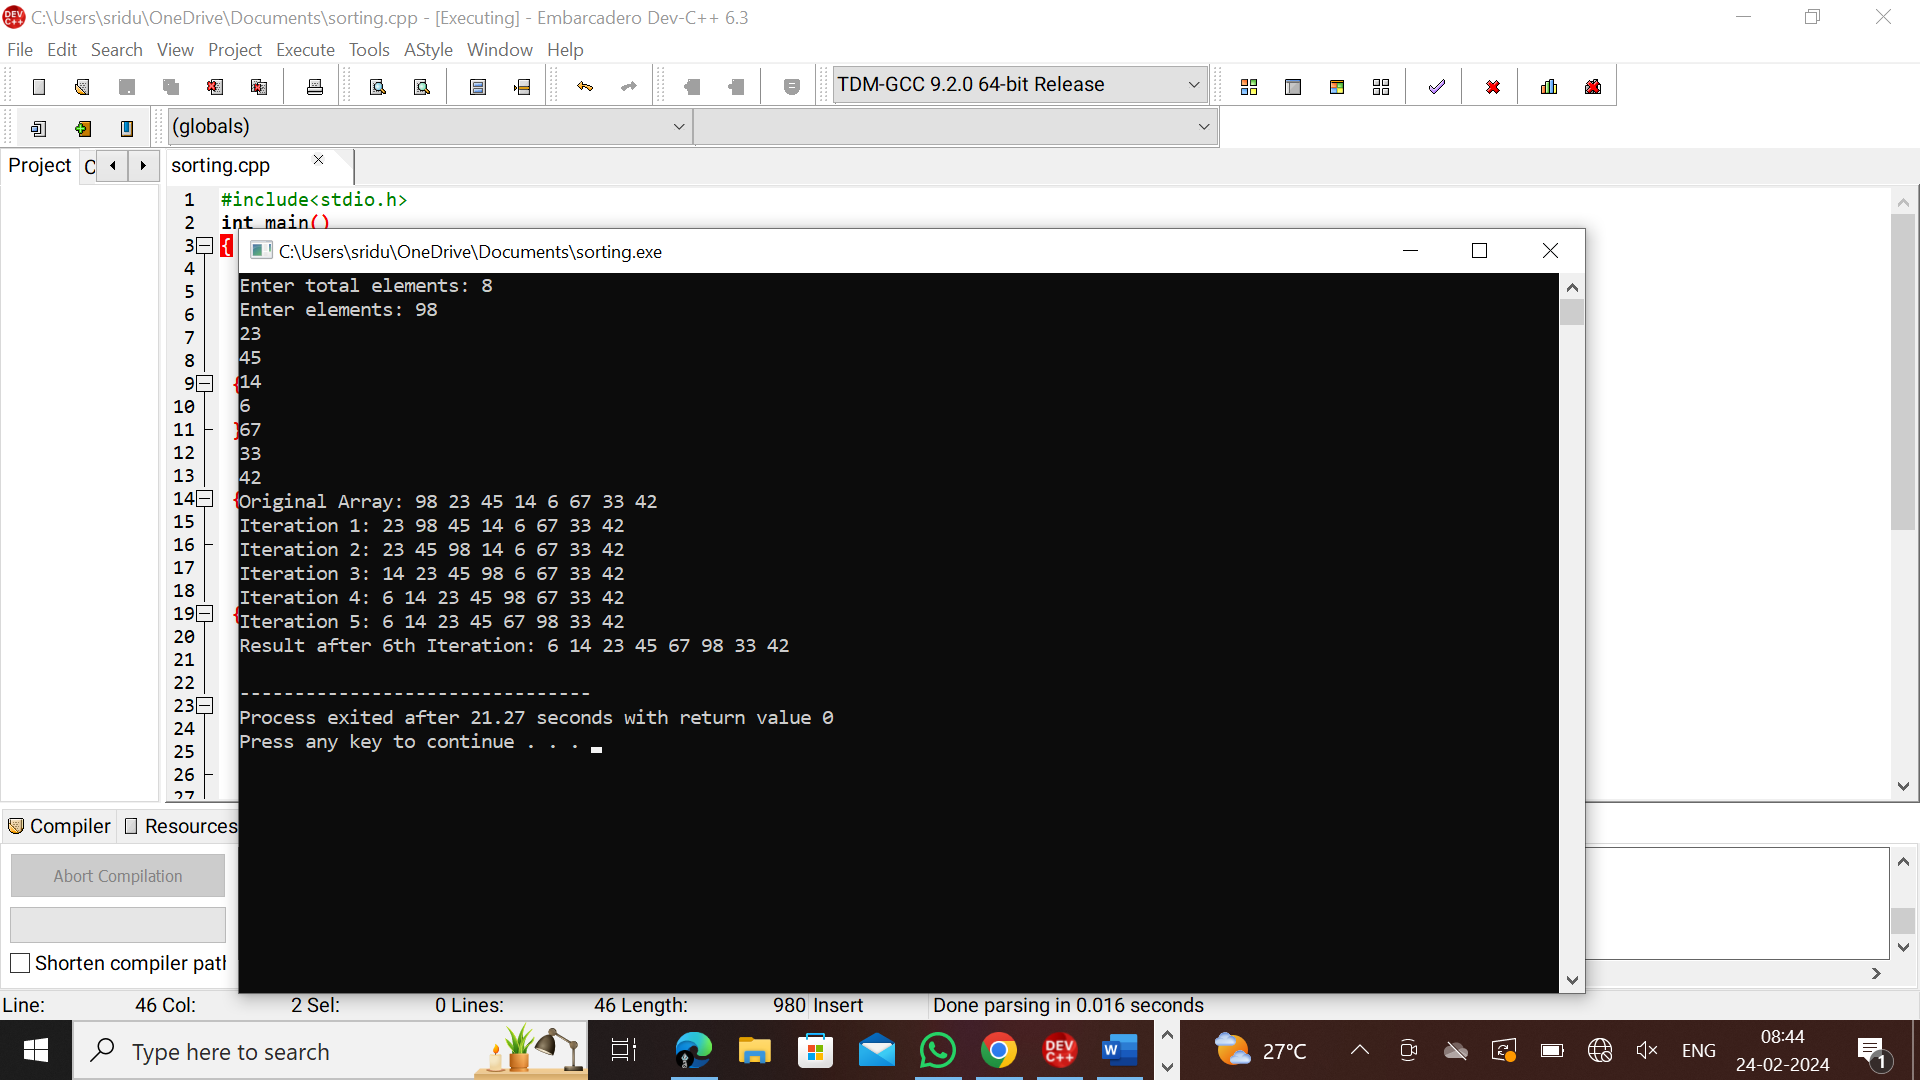 C:\Users\sridu\OneDrive\Documents\sorting.cpp - [Executing] - Embarcadero Dev-C++ 6.3
File Edit Search View Project Execute Tools AStyle Window Help
TDM-GCC 9.2.0 64-bit Release
(globals)
Project C sorting.cpp
1 #include<stdio.h>
2 int main()
3 {
C:\Users\sridu\OneDrive\Documents\sorting.exe
4
5
6
7
8
9 {
10
11 }
12
13
14 {
15
16
17
18
19 {
20
21
22
23
24
25
26
27
Enter total elements: 8
Enter elements: 98
23
45
14
6
67
33
42
Original Array: 98 23 45 14 6 67 33 42
Iteration 1: 23 98 45 14 6 67 33 42
Iteration 2: 23 45 98 14 6 67 33 42
Iteration 3: 14 23 45 98 6 67 33 42
Iteration 4: 6 14 23 45 98 67 33 42
Iteration 5: 6 14 23 45 67 98 33 42
Result after 6th Iteration: 6 14 23 45 67 98 33 42
--------------------------------
Process exited after 21.27 seconds with return value 0
Press any key to continue . . .
Compiler Resources
Abort Compilation
Shorten compiler path
Line: 46 Col: 2 Sel: 0 Lines: 46 Length: 980 Insert Done parsing in 0.016 seconds
Type here to search
DEV C++
W
27°C
ENG
08:44
24-02-2024
1